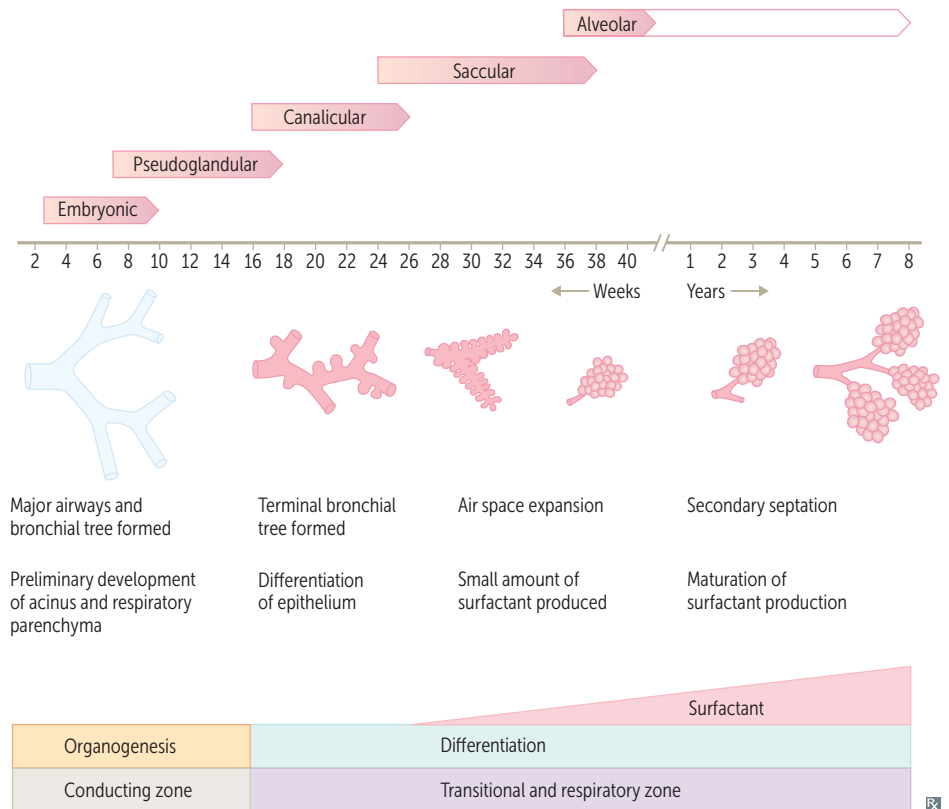 Alveolar
Saccular
Canalicular
Pseudoglandular
Embryonic
2 4 6 8 10 12 14 16 18 20 22 24 26 28 30 32 34 36 38 40 1 2 3 4 5 6 7 8
Weeks Years
Major airways and
bronchial tree formed
Terminal bronchial
tree formed
Air space expansion
Secondary septation
Preliminary development
of acinus and respiratory
parenchyma
Differentiation
of epithelium
Small amount of
surfactant produced
Maturation of
surfactant production
Surfactant
Organogenesis Differentiation
Conducting zone Transitional and respiratory zone
Rx